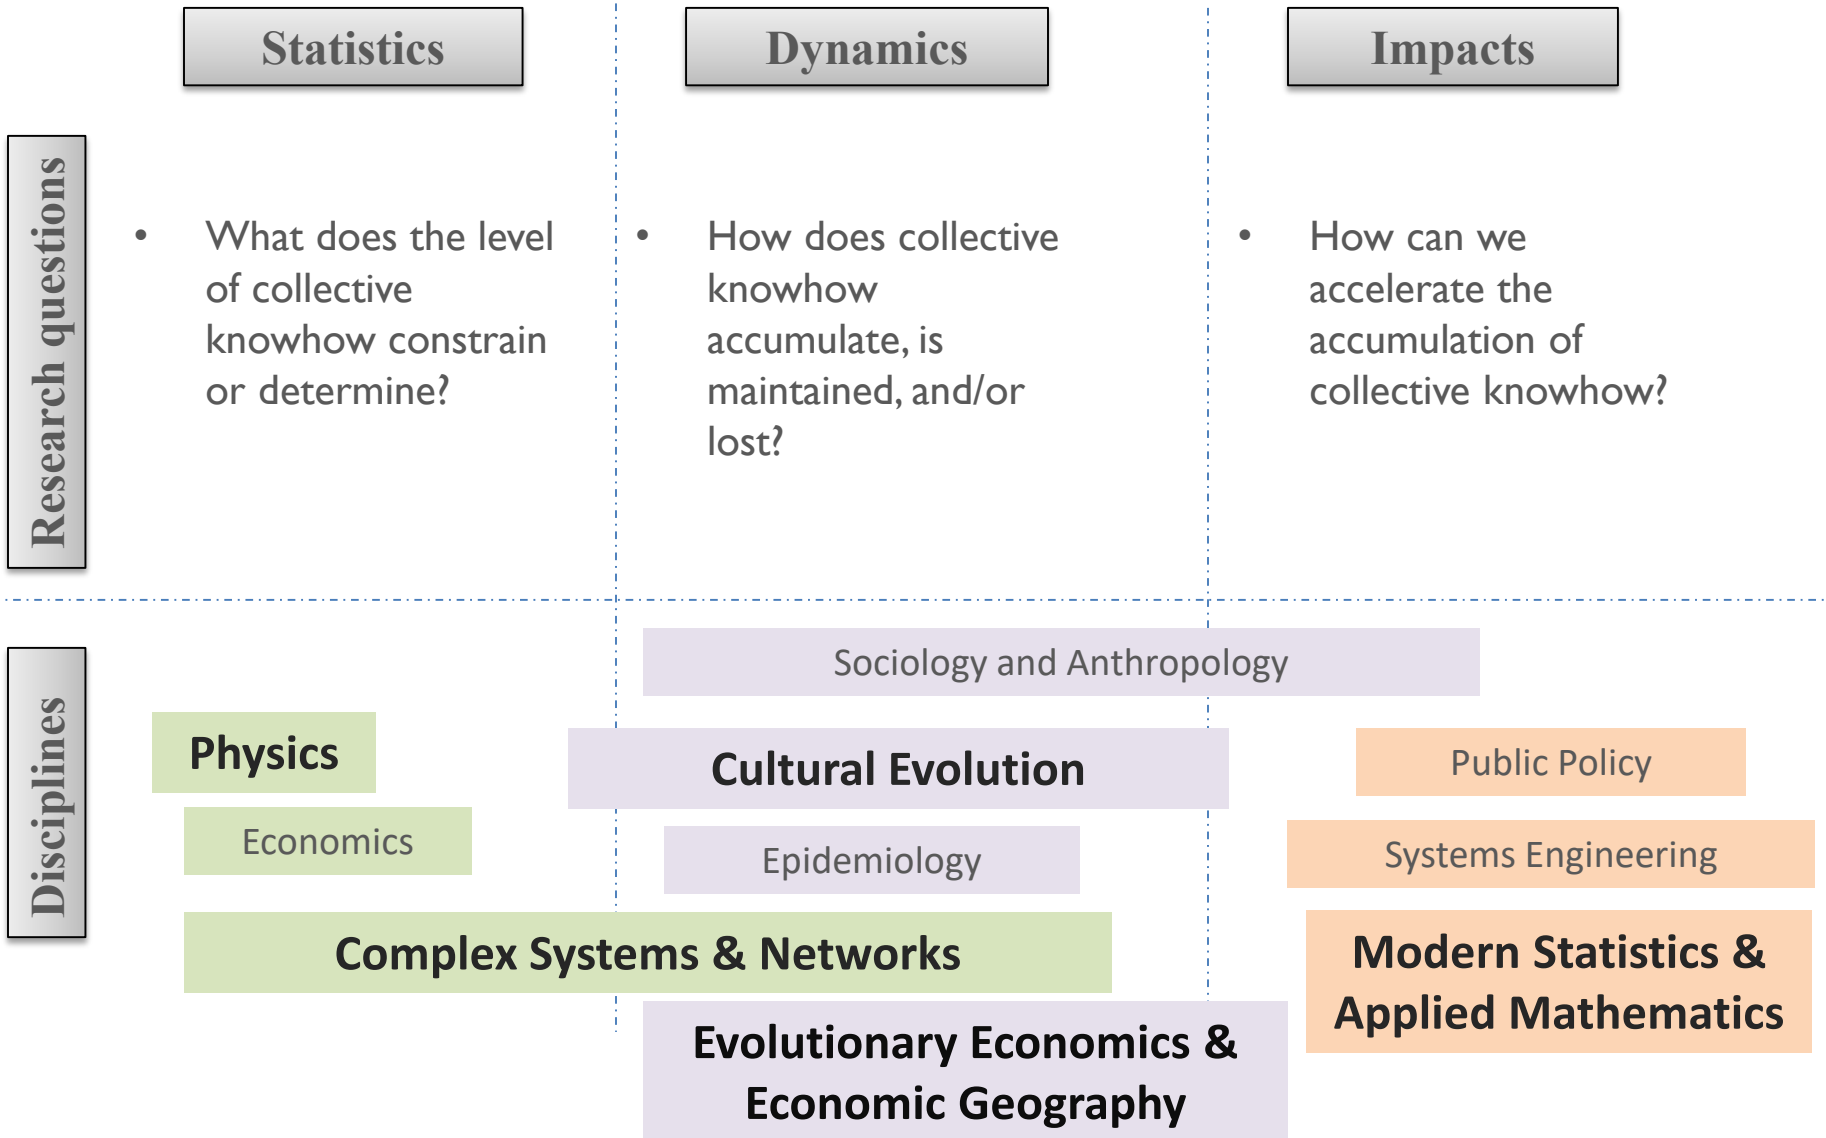 Statistics
Dynamics
Impacts
Research questions
• What does the level
of collective
knowhow constrain
or determine?
• How does collective
knowhow
accumulate, is
maintained, and/or
lost?
• How can we
accelerate the
accumulation of
collective knowhow?
Disciplines
Sociology and Anthropology
Physics
Cultural Evolution
Public Policy
Economics
Epidemiology
Systems Engineering
Complex Systems & Networks
Modern Statistics &
Applied Mathematics
Evolutionary Economics &
Economic Geography